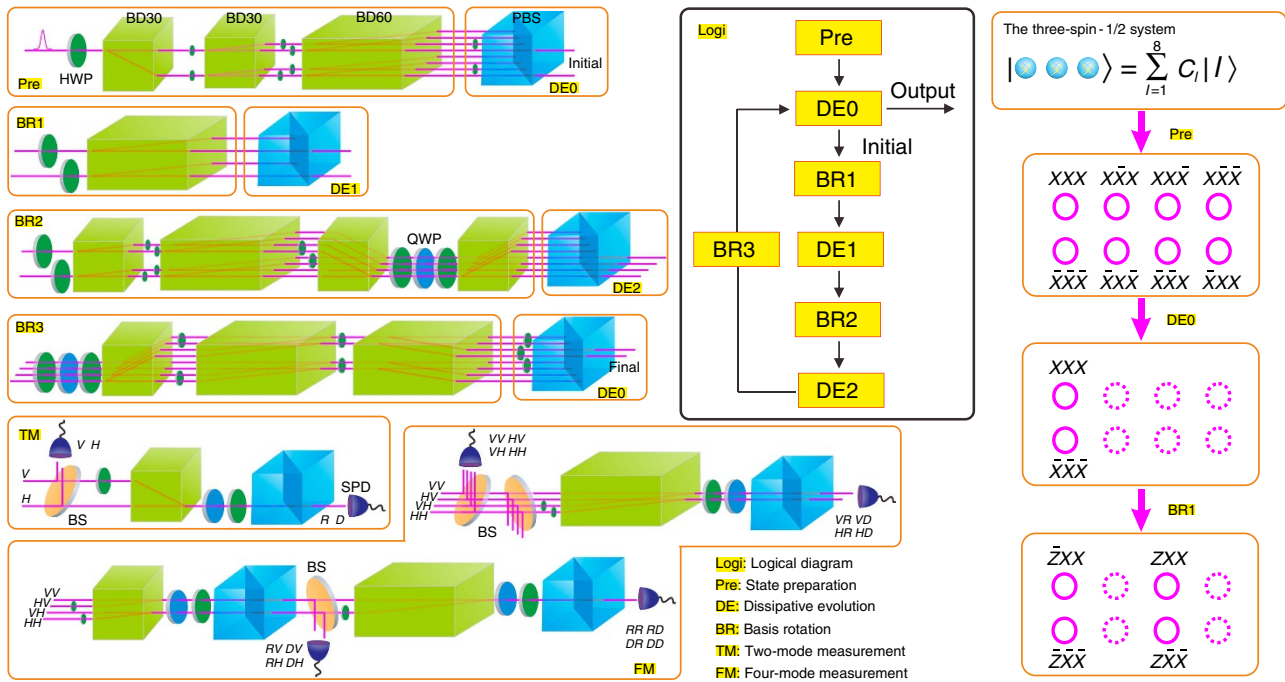 BD30 BD30 BD60 PBS
HWP
Initial
Pre
DE0
BR1
DE1
BR2
QWP
DE2
BR3
Final
DE0
TM
V H
V
H
BS
SPD
R D
VV HV
VH HH
VV
HV
VH
HH
BS
VR VD
HR HD
VV
HV
VH
HH
BS
RV DV
RH DH
RR RD
DR DD
FM
Logi
Pre
DE0
Output
Initial
BR1
BR3
DE1
BR2
DE2
Logi: Logical diagram
Pre: State preparation
DE: Dissipative evolution
BR: Basis rotation
TM: Two-mode measurement
FM: Four-mode measurement
The three-spin-1/2 system
| ⟩ = ∑ C_l | l ⟩
8
l=1
Pre
XXX XX̄X XXX̄ XX̄X̄
X̄X̄X̄ X̄XX̄ X̄X̄X X̄XX
DE0
XXX
X̄X̄X̄
BR1
Z̄XX ZXX
Z̄X̄X̄ ZX̄X̄